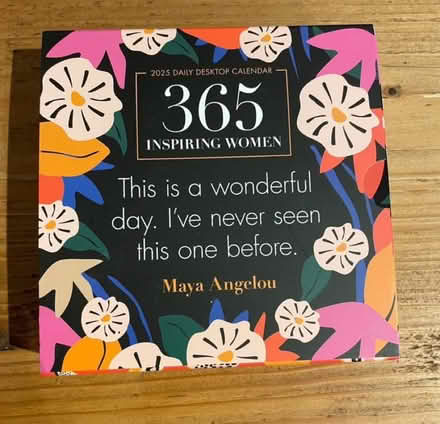 2025 DAILY DESKTOP CALENDAR
365
INSPIRING WOMEN
This is a wonderful
day. I've never seen
this one before.
Maya Angelou